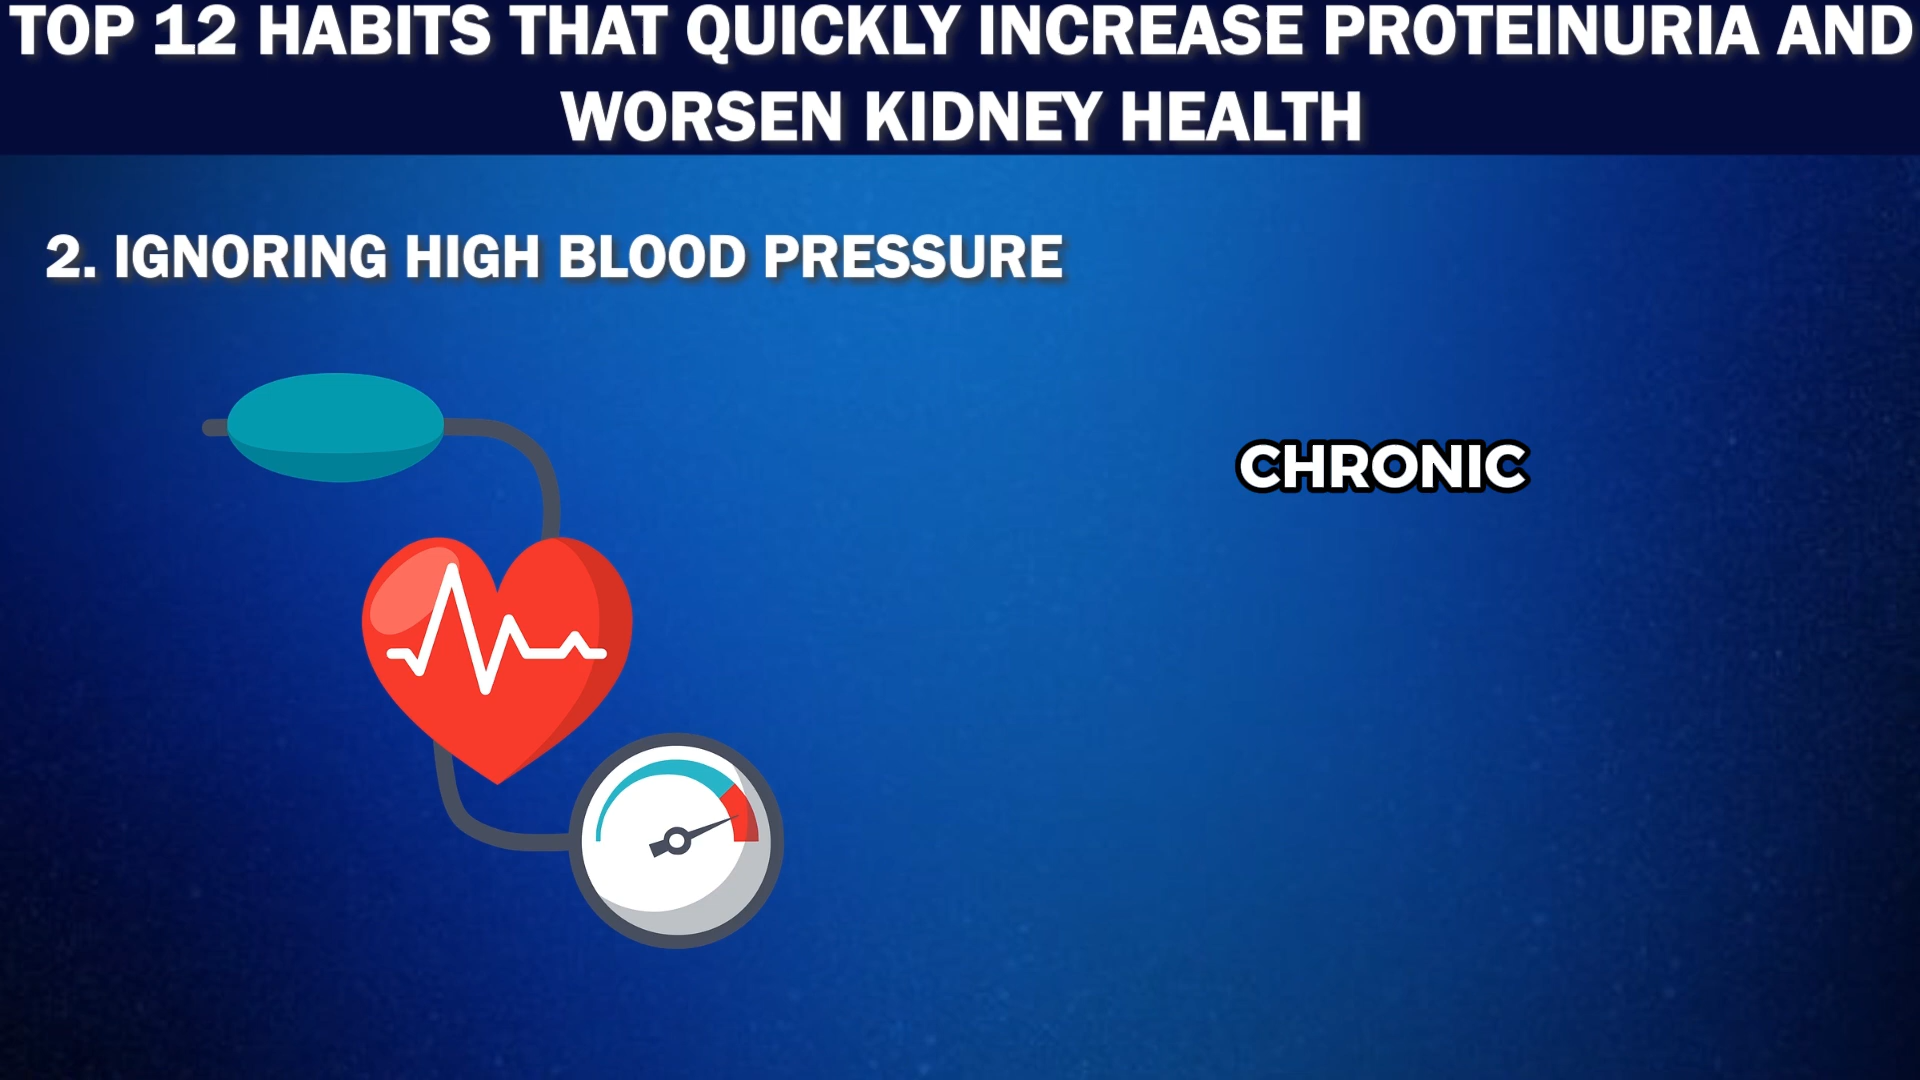 TOP 12 HABITS THAT QUICKLY INCREASE PROTEINURIA AND
WORSEN KIDNEY HEALTH
2. IGNORING HIGH BLOOD PRESSURE
CHRONIC